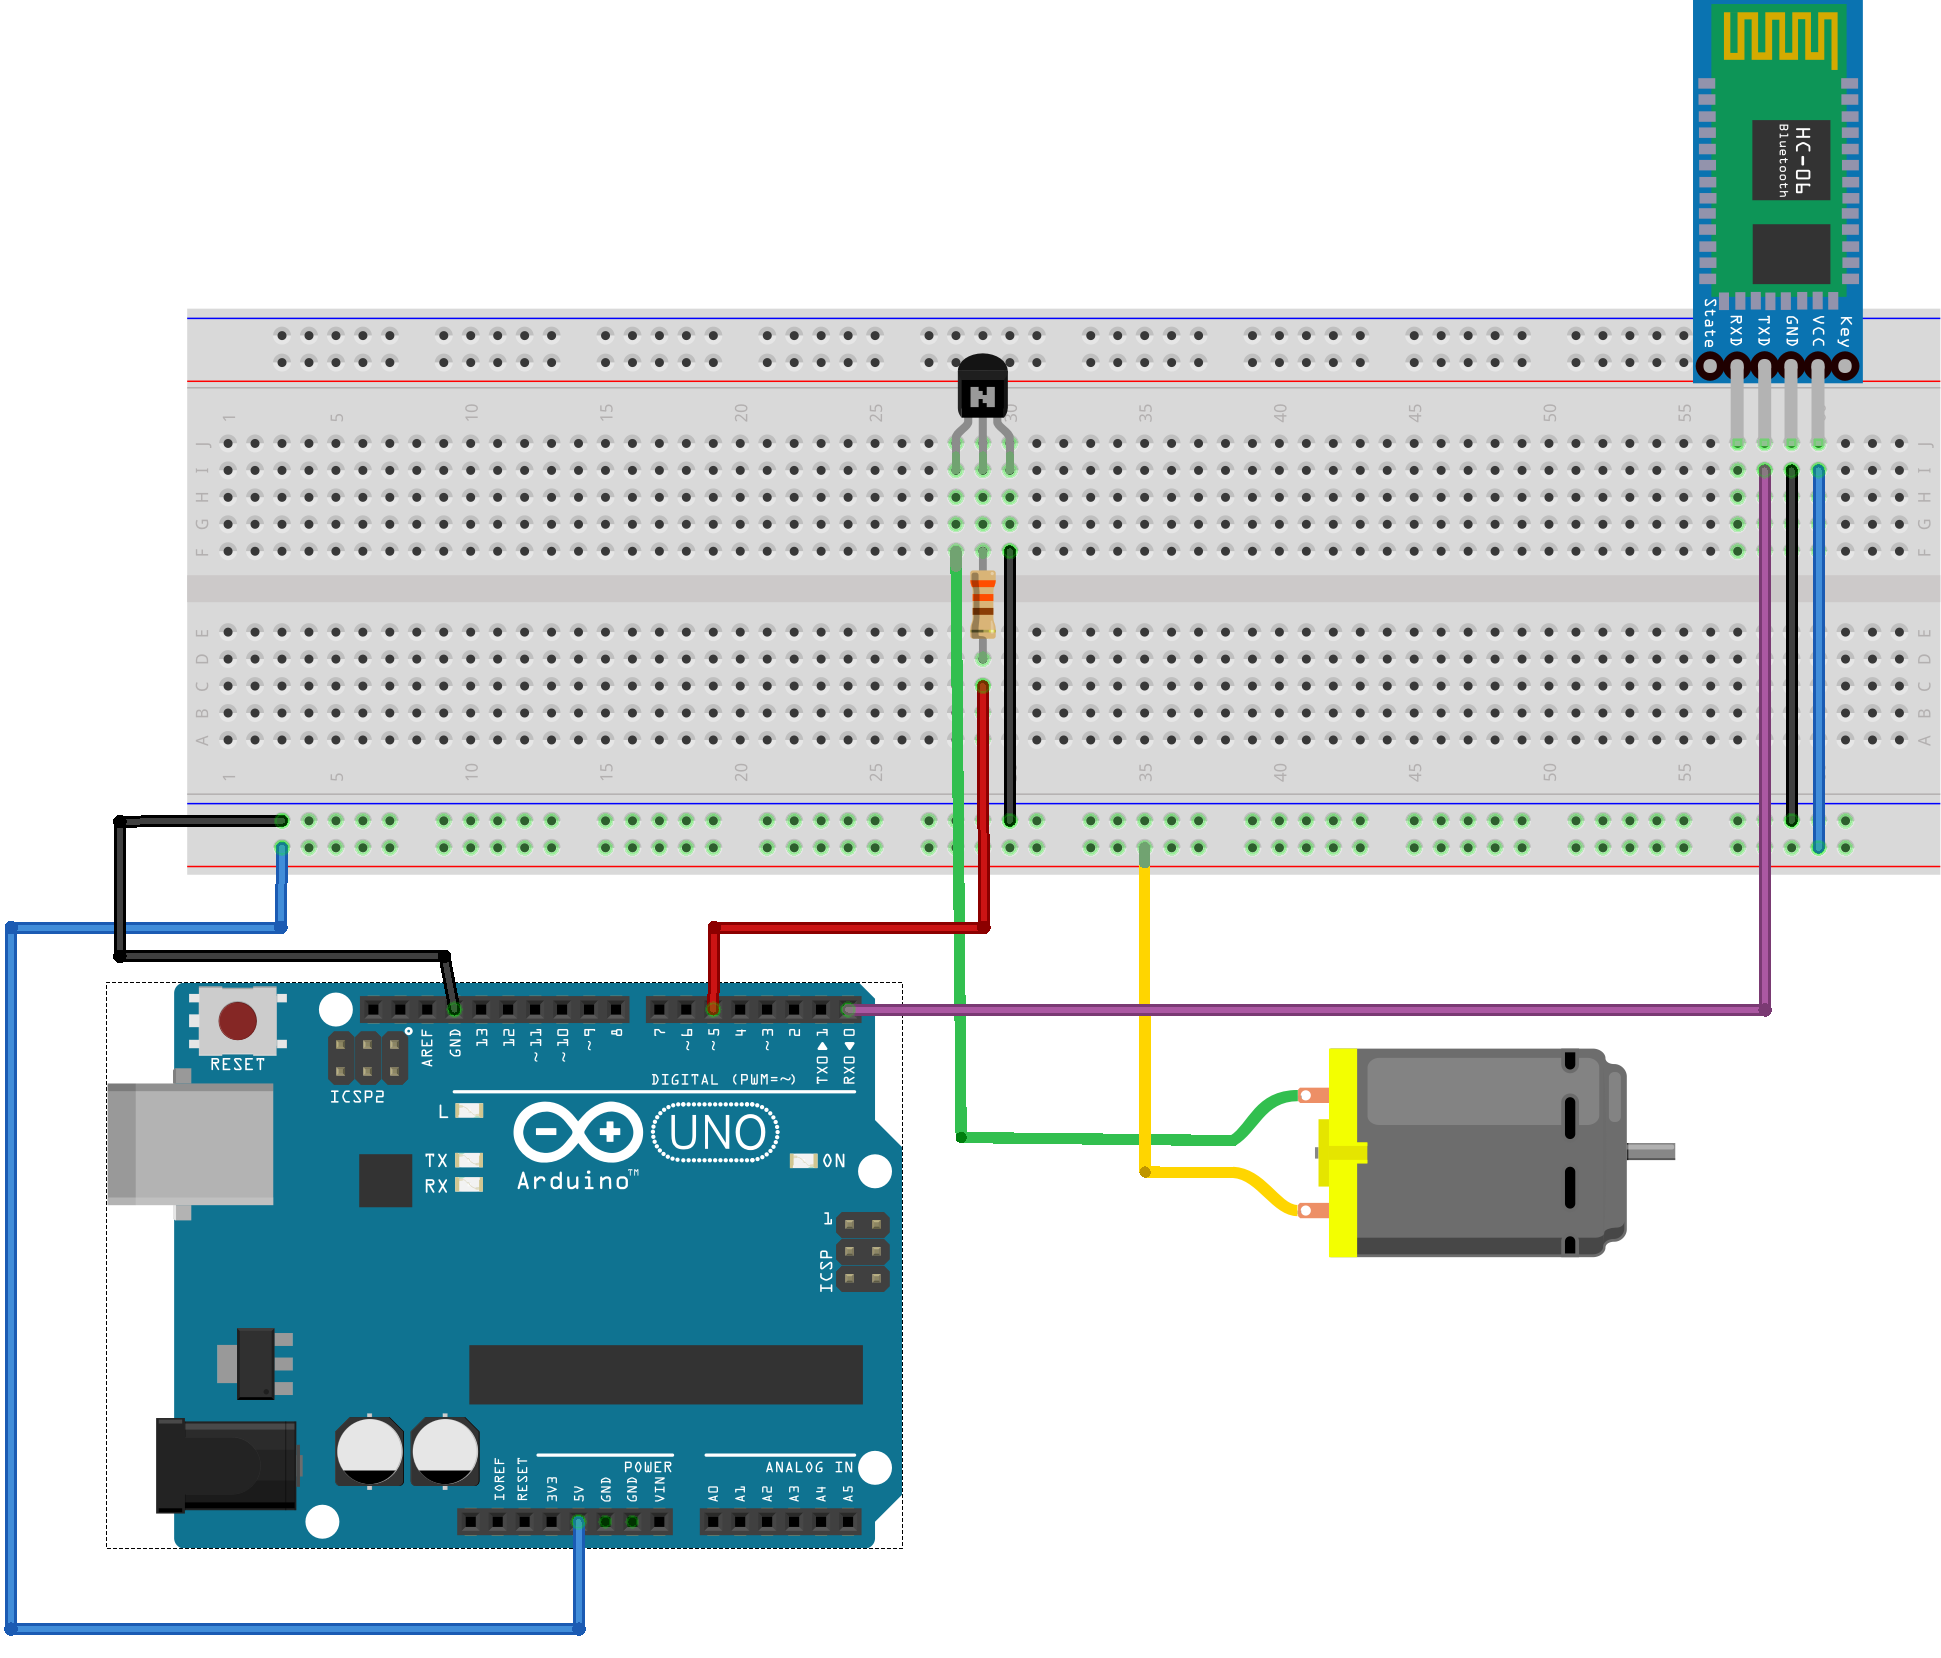 HC-06
Bluetooth
State
RXD
TXD
GND
VCC
Key
1
5
10
15
20
25
30
35
40
45
50
55
J
I
H
G
F
J
I
H
G
F
E
D
C
B
A
E
D
C
B
A
1
5
10
15
20
25
35
40
45
50
55
N
RESET
ICSP2
AREF
GND
13
12
~11
~10
~9
8
7
~6
~5
4
~3
2
TX0▶1
RX0◀0
DIGITAL (PWM=~)
L
TX
RX
UNO
Arduino™
ON
1
ICSP
IOREF
RESET
3V3
5V
GND
GND
VIN
POWER
ANALOG IN
A0
A1
A2
A3
A4
A5